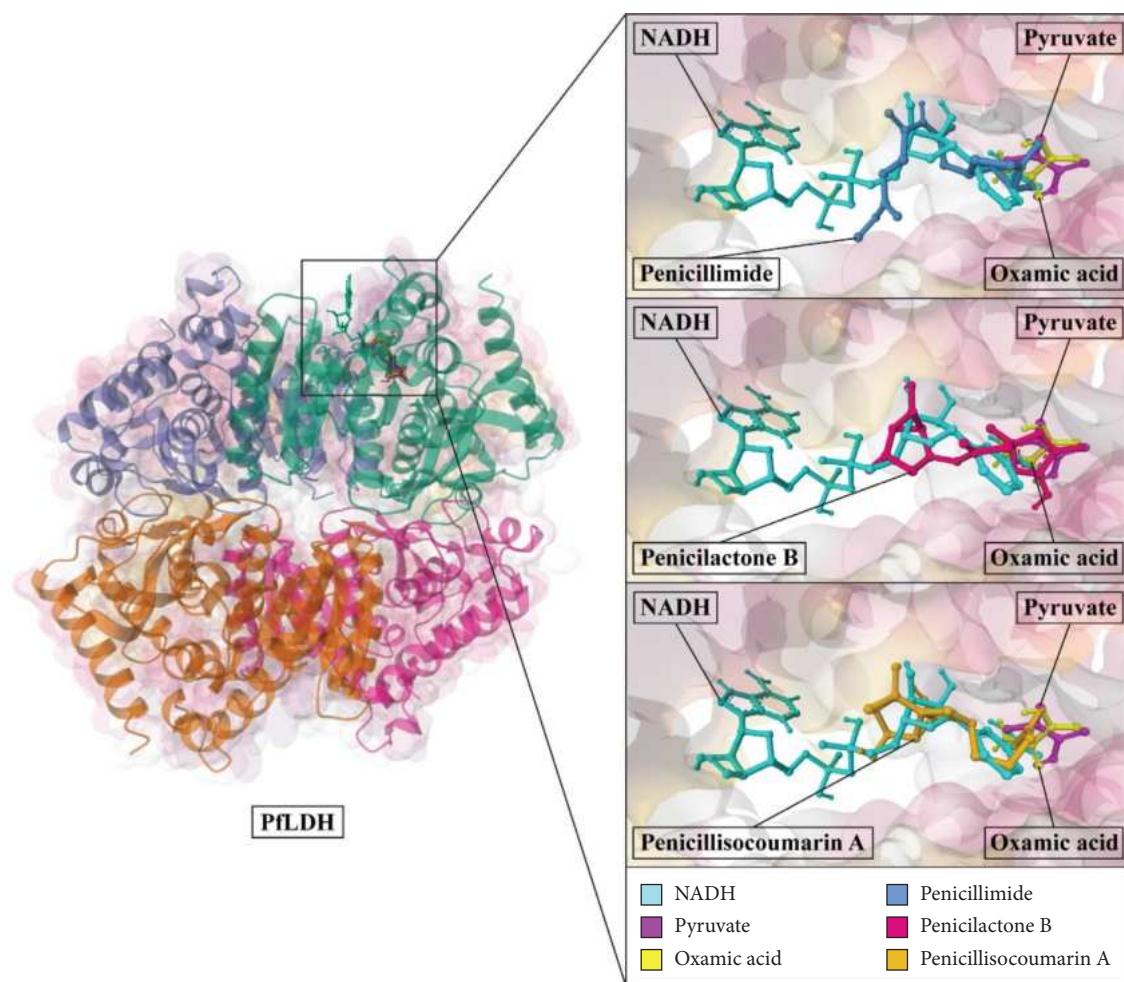 NADH
Pyruvate
Penicillimide
Oxamic acid
NADH
Pyruvate
Penicilactone B
Oxamic acid
NADH
Pyruvate
Penicillisocoumarin A
Oxamic acid
PfLDH
NADH
Penicillimide
Pyruvate
Penicilactone B
Oxamic acid
Penicillisocoumarin A